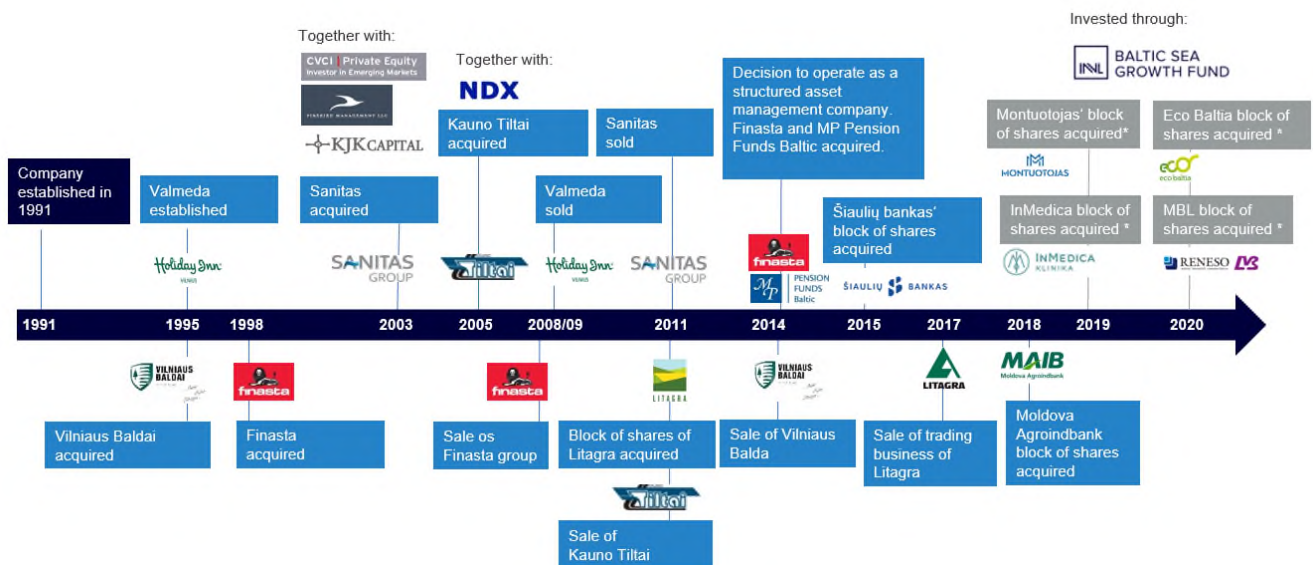 Invested through:
INVL
BALTIC SEA
GROWTH FUND
Together with:
CVCI | Private Equity
Investor in Emerging Markets
FIREBIRD MANAGEMENT LLC
KJK CAPITAL
Together with:
NDX
Company
established in
1991
Valmeda
established
Sanitas
acquired
Kauno Tiltai
acquired
Valmeda
sold
Sanitas
sold
Decision to operate as a
structured asset
management company.
Finasta and MP Pension
Funds Baltic acquired.
Šiaulių bankas'
block of shares
acquired
Montuotojas' block
of shares acquired*
MONTUOTOJAS
InMedica block of
shares acquired *
INMEDICA
KLINIKA
Eco Baltia block of
shares acquired *
eco
eco baltia
MBL block of
shares acquired *
RENESO
LVB
Holiday Inn
VILNIUS
SANITAS
GROUP
Tiltai
Holiday Inn
VILNIUS
SANITAS
GROUP
finasta
MP
PENSION
FUNDS
Baltic
ŠIAULIŲ
BANKAS
1991
1995
1998
2003
2005
2008/09
2011
2014
2015
2017
2018
2019
2020
VILNIAUS
BALDAI
finasta
finasta
LITAGRA
VILNIAUS
BALDAI
LITAGRA
MAIB
Moldova Agroindbank
Vilniaus Baldai
acquired
Finasta
acquired
Sale os
Finasta group
Block of shares of
Litagra acquired
Sale of Vilniaus
Balda
Sale of trading
business of
Litagra
Moldova
Agroindbank
block of shares
acquired
Tiltai
Sale of
Kauno Tiltai